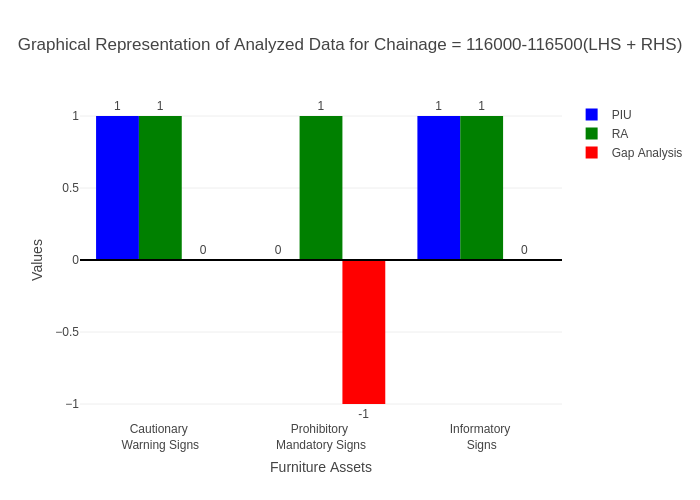 Graphical Representation of Analyzed Data for Chainage = 116000-116500(LHS + RHS)
1
1
1
1
1
1
PIU
RA
Gap Analysis
0.5
0
0
0
0
Values
−0.5
−1
-1
Cautionary
Warning Signs
Prohibitory
Mandatory Signs
Informatory
Signs
Furniture Assets